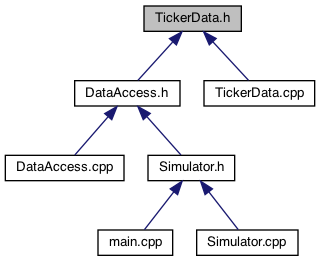 TickerData.h
DataAccess.h
TickerData.cpp
DataAccess.cpp
Simulator.h
main.cpp
Simulator.cpp